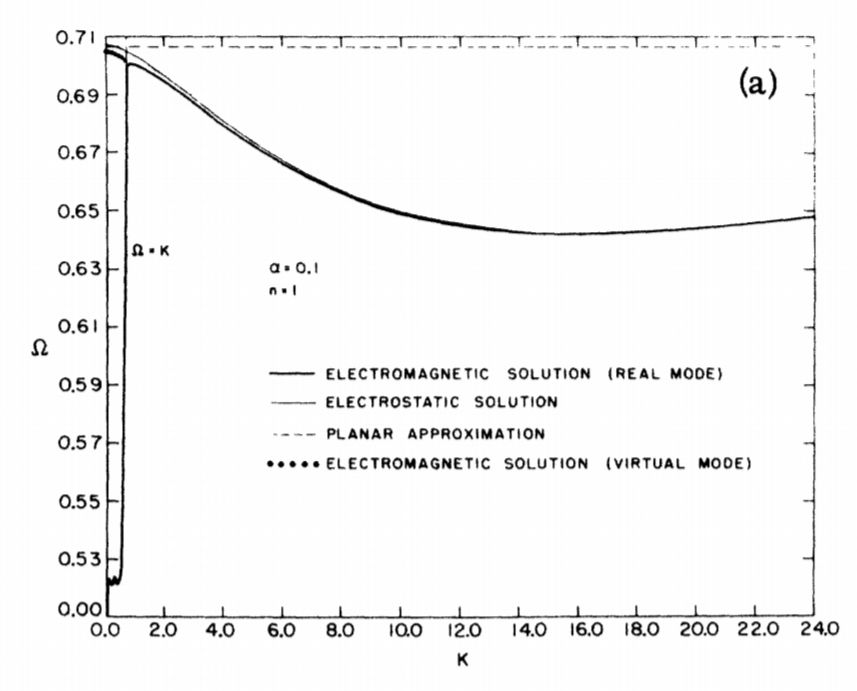 0.71
(a)
0.69
0.67
0.65
Ω = K
0.63
α = 0.1
n = 1
0.61
Ω
ELECTROMAGNETIC SOLUTION (REAL MODE)
0.59
ELECTROSTATIC SOLUTION
0.57
PLANAR APPROXIMATION
ELECTROMAGNETIC SOLUTION (VIRTUAL MODE)
0.55
0.53
0.00
0.0 2.0 4.0 6.0 8.0 10.0 12.0 14.0 16.0 18.0 20.0 22.0 24.0
K